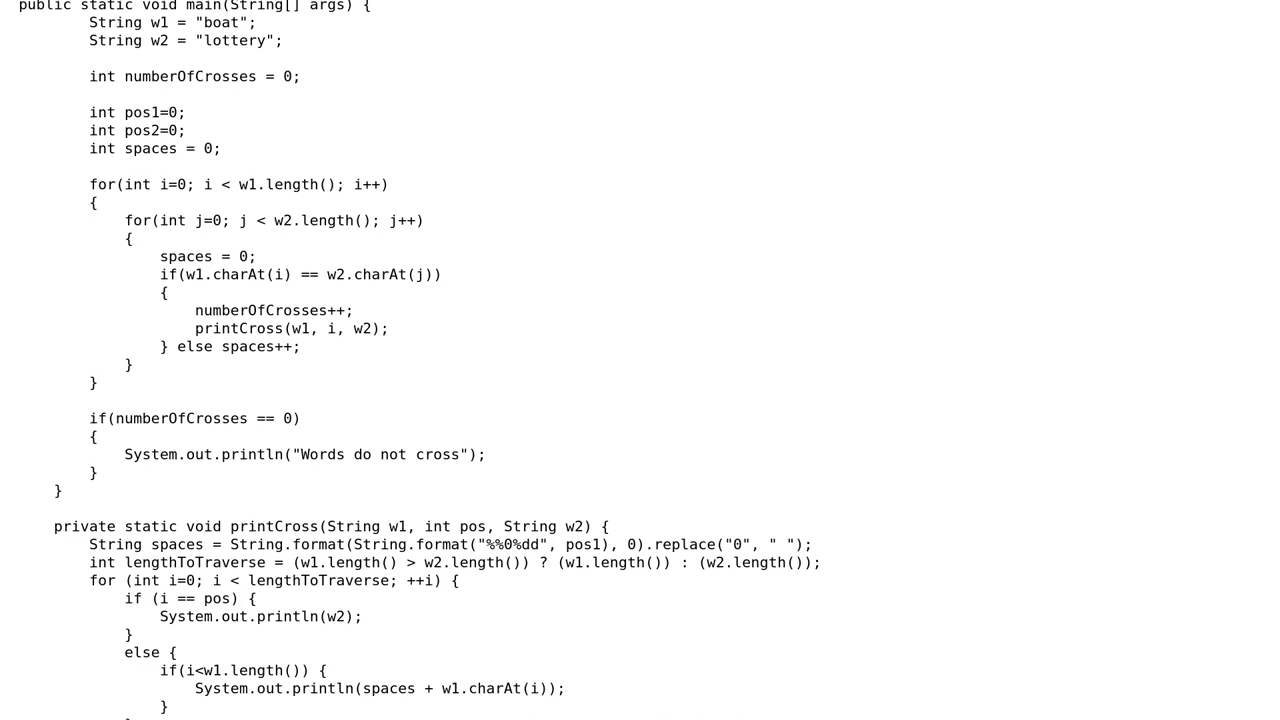 public static void main(String[] args) {
        String w1 = "boat";
        String w2 = "lottery";

        int numberOfCrosses = 0;

        int pos1=0;
        int pos2=0;
        int spaces = 0;

        for(int i=0; i < w1.length(); i++)
        {
            for(int j=0; j < w2.length(); j++)
            {
                spaces = 0;
                if(w1.charAt(i) == w2.charAt(j))
                {
                    numberOfCrosses++;
                    printCross(w1, i, w2);
                } else spaces++;
            }
        }

        if(numberOfCrosses == 0)
        {
            System.out.println("Words do not cross");
        }
    }

    private static void printCross(String w1, int pos, String w2) {
        String spaces = String.format(String.format("%%0%dd", pos1), 0).replace("0", " ");
        int lengthToTraverse = (w1.length() > w2.length()) ? (w1.length()) : (w2.length());
        for (int i=0; i < lengthToTraverse; ++i) {
            if (i == pos) {
                System.out.println(w2);
            }
            else {
                if(i<w1.length()) {
                    System.out.println(spaces + w1.charAt(i));
                }